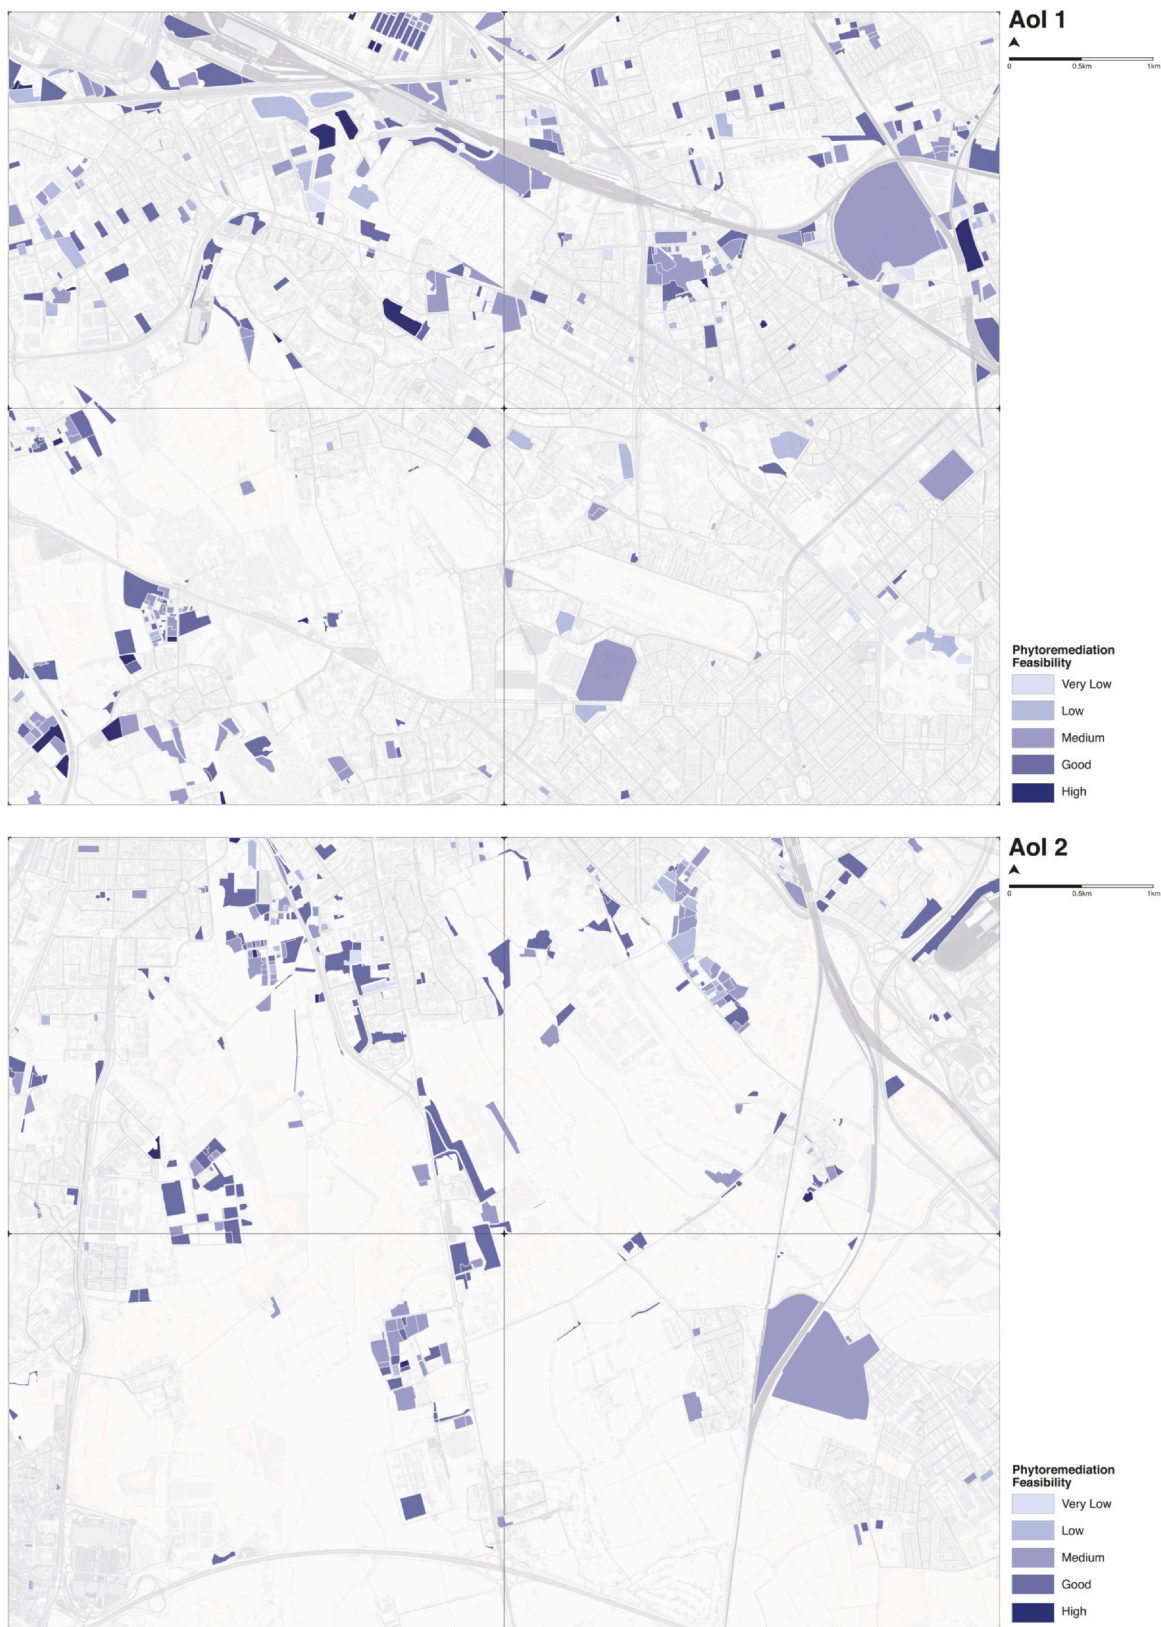 AoI 1
0 0.5km 1km
Phytoremediation
Feasibility
Very Low
Low
Medium
Good
High
AoI 2
0 0.5km 1km
Phytoremediation
Feasibility
Very Low
Low
Medium
Good
High